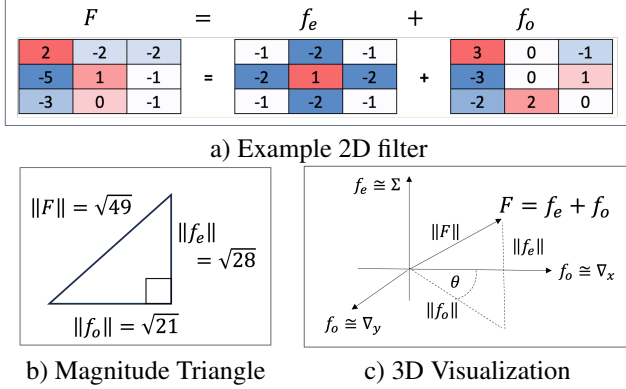 F = f_e + f_o
2 -2 -2 -1 -2 -1 3 0 -1
-5 1 -1 = -2 1 -2 + -3 0 1
-3 0 -1 -1 -2 -1 -2 2 0
a) Example 2D filter
‖F‖ = √49
‖f_e‖
= √28
‖f_o‖ = √21
b) Magnitude Triangle
f_e ≅ Σ
F = f_e + f_o
‖F‖
‖f_e‖
θ
f_o ≅ ∇_x
‖f_o‖
f_o ≅ ∇_y
c) 3D Visualization